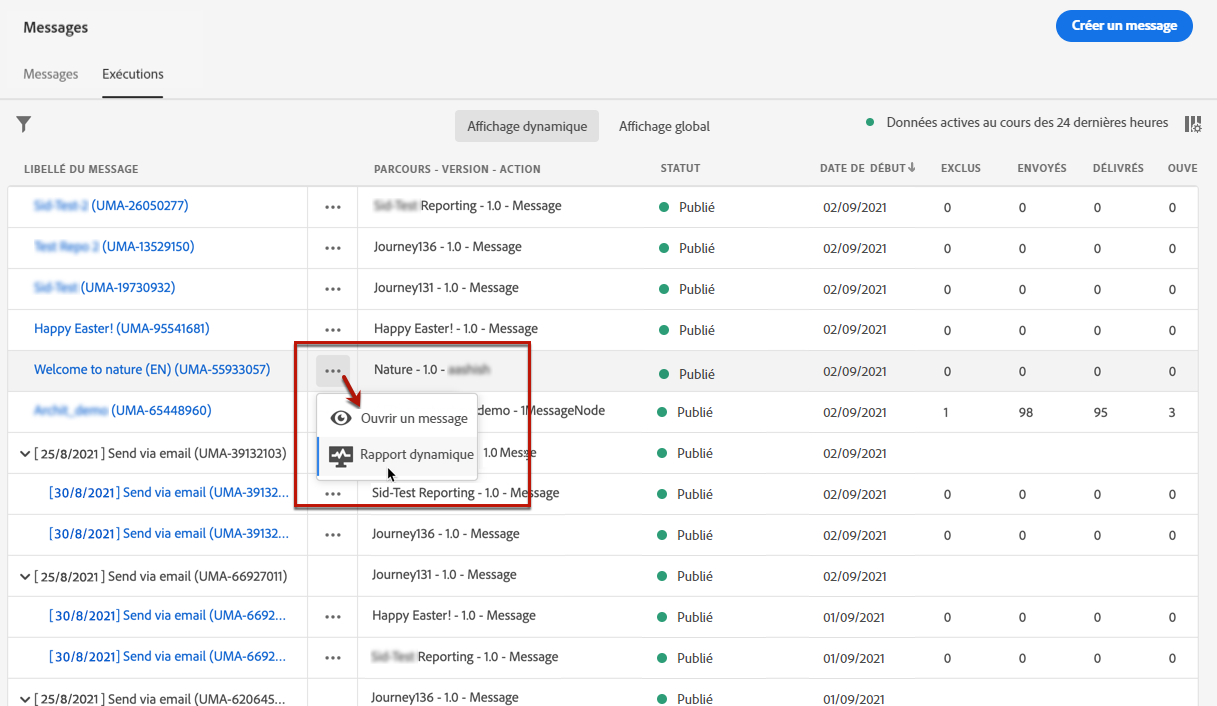 Messages
Créer un message
Messages Exécutions
Affichage dynamique Affichage global Données actives au cours des 24 dernières heures
LIBELLÉ DU MESSAGE PARCOURS - VERSION - ACTION STATUT DATE DE DÉBUT↓ EXCLUS ENVOYÉS DÉLIVRÉS OUVE
(UMA-26050277) ••• Reporting - 1.0 - Message Publié 02/09/2021 0 0 0 0
(UMA-13529150) ••• Journey136 - 1.0 - Message Publié 02/09/2021 0 0 0 0
(UMA-19730932) ••• Journey131 - 1.0 - Message Publié 02/09/2021 0 0 0 0
Happy Easter! (UMA-95541681) ••• Happy Easter! - 1.0 - Message Publié 02/09/2021 0 0 0 0
Welcome to nature (EN) (UMA-55933057) ••• Nature - 1.0 - Publié 02/09/2021 0 0 0 0
(UMA-65448960) demo - 1MessageNode Publié 02/09/2021 1 98 95 3
Ouvrir un message
[25/8/2021] Send via email (UMA-39132103) 1.0 Messge Publié 02/09/2021
Rapport dynamique
[30/8/2021] Send via email (UMA-39132... ••• Sid-Test Reporting - 1.0 - Message Publié 02/09/2021 0 0 0 0
[30/8/2021] Send via email (UMA-39132... ••• Journey136 - 1.0 - Message Publié 02/09/2021 0 0 0 0
[25/8/2021] Send via email (UMA-66927011) Journey131 - 1.0 - Message Publié 02/09/2021
[30/8/2021] Send via email (UMA-6692... ••• Happy Easter! - 1.0 - Message Publié 01/09/2021 0 0 0 0
[30/8/2021] Send via email (UMA-6692... ••• Reporting - 1.0 - Message Publié 01/09/2021 0 0 0 0
[25/8/2021] Send via email (UMA-620645... Journey131 - 1.0 - Message Publié 01/09/2021